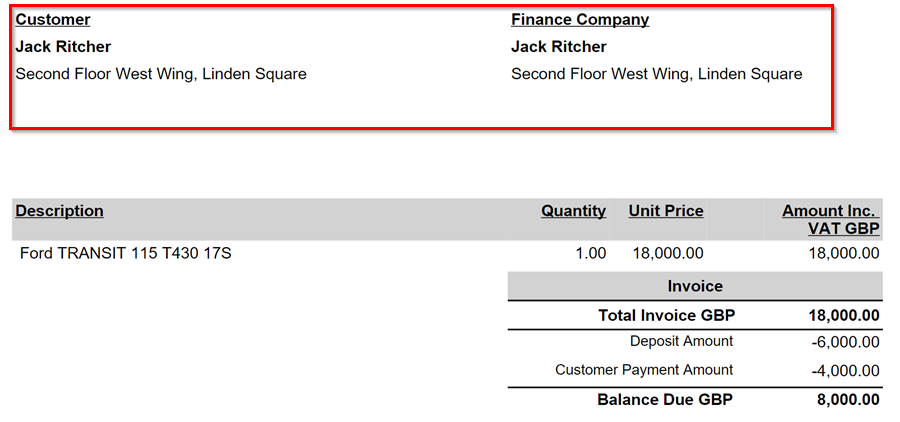 Customer Finance Company
Jack Ritcher Jack Ritcher
Second Floor West Wing, Linden Square Second Floor West Wing, Linden Square
Description Quantity Unit Price Amount Inc.
VAT GBP
Ford TRANSIT 115 T430 17S 1.00 18,000.00 18,000.00
Invoice
Total Invoice GBP 18,000.00
Deposit Amount -6,000.00
Customer Payment Amount -4,000.00
Balance Due GBP 8,000.00